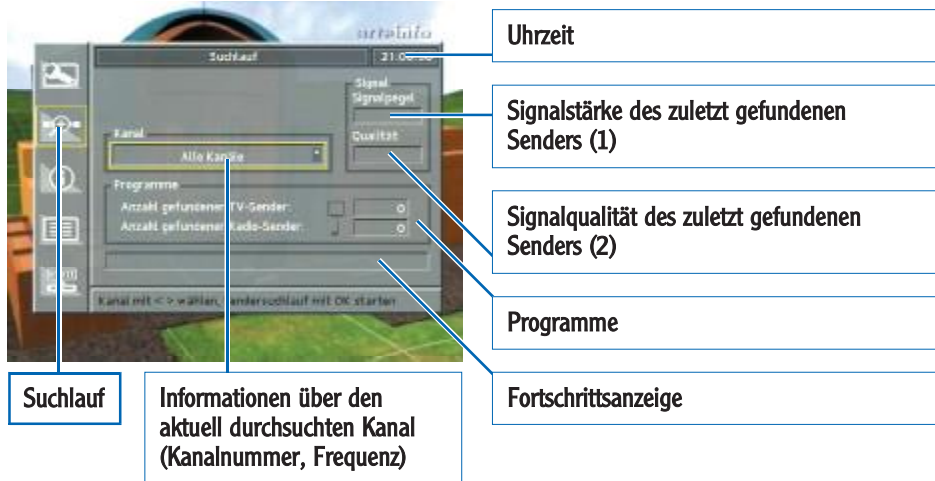 arteinfo
Suchlauf
Signal
Signalpegel
Qualität
Kanal
Alle Kanäle
Programme
Anzahl gefundener TV-Sender:
0
Anzahl gefundener Radio-Sender:
0
Kanal mit < > wählen, Sendersuchlauf mit OK starten
Uhrzeit
Signalstärke des zuletzt gefundenen
Senders (1)
Signalqualität des zuletzt gefundenen
Senders (2)
Programme
Fortschrittsanzeige
Suchlauf
Informationen über den
aktuell durchsuchten Kanal
(Kanalnummer, Frequenz)